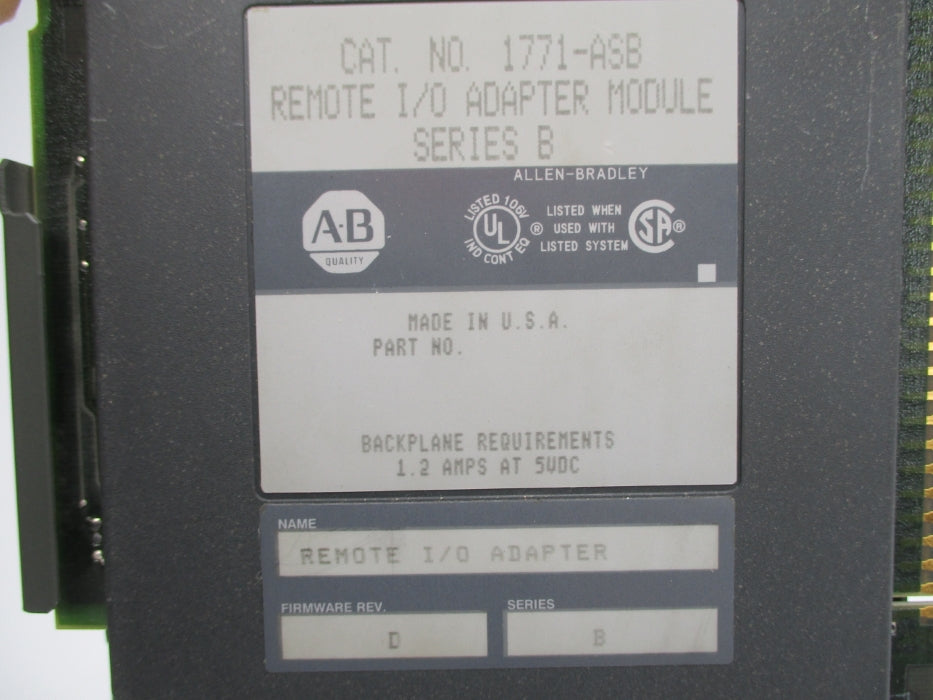 CAT. NO. 1771-ASB
REMOTE I/O ADAPTER MODULE
SERIES B
ALLEN-BRADLEY
A·B
QUALITY
LISTED 106V
UL ®
IND CONT EQ
LISTED WHEN
USED WITH
LISTED SYSTEM
SA ®
MADE IN U.S.A.
PART NO.
BACKPLANE REQUIREMENTS
1.2 AMPS AT 5VDC
NAME
REMOTE I/O ADAPTER
FIRMWARE REV.
SERIES
D
B